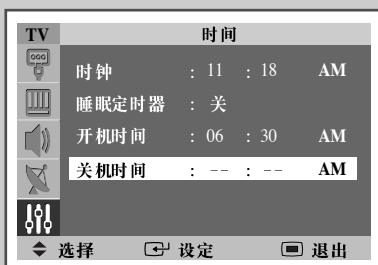 TV 时间
时钟 : 11 : 18 AM
睡眠定时器 : 关
开机时间 : 06 : 30 AM
关机时间 : -- : -- AM
选择 设定 退出